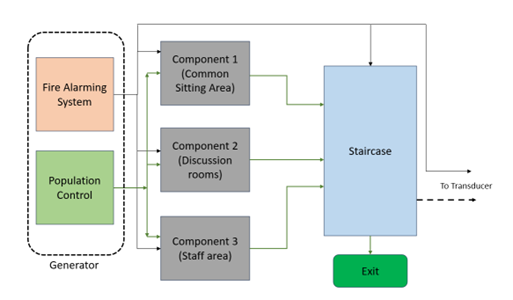 Fire Alarming
System
Population
Control
Generator
Component 1
(Common
Sitting Area)
Component 2
(Discussion
rooms)
Component 3
(Staff area)
Staircase
Exit
To Transducer